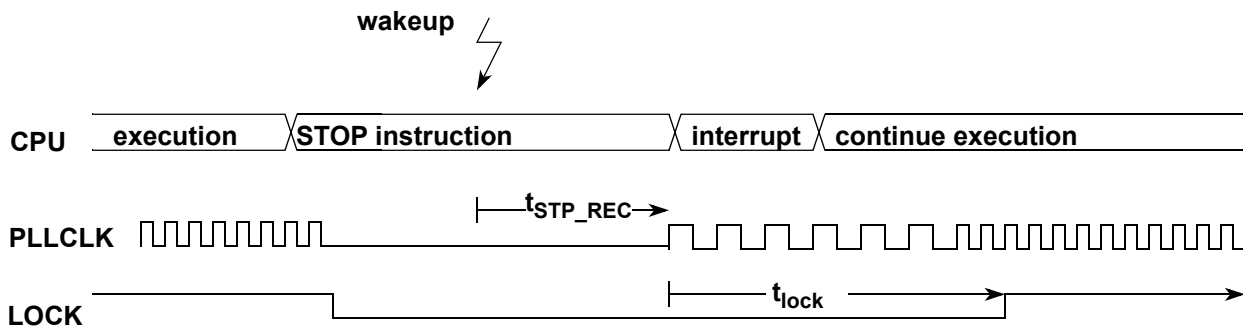 wakeup
CPU execution STOP instruction interrupt continue execution
tSTP_REC
PLLCLK
tlock
LOCK